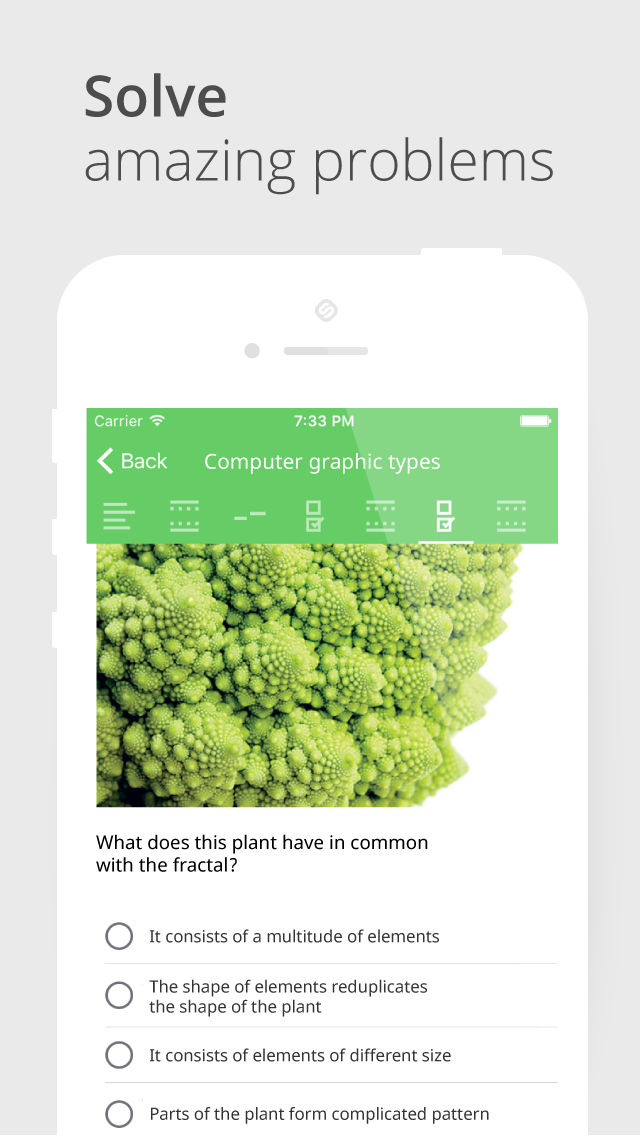 Solve
amazing problems
Carrier
7:33 PM
Back
Computer graphic types
What does this plant have in common
with the fractal?
It consists of a multitude of elements
The shape of elements reduplicates
the shape of the plant
It consists of elements of different size
Parts of the plant form complicated pattern